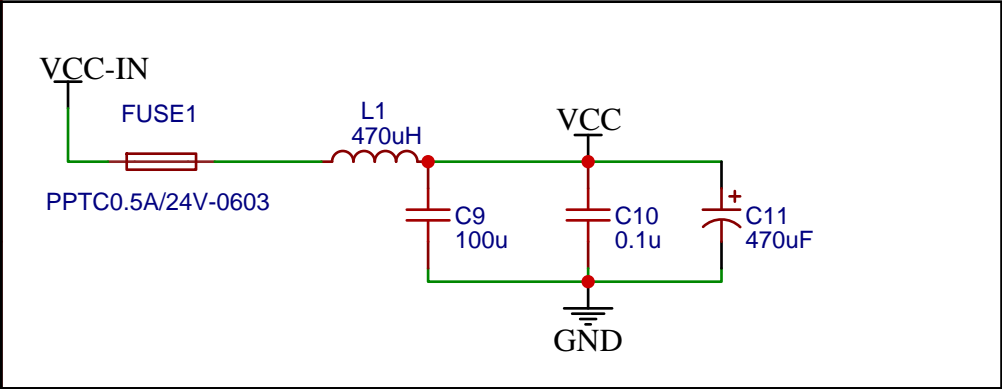 VCC-IN
FUSE1
PPTC0.5A/24V-0603
L1
470uH
VCC
C9
100u
C10
0.1u
+
C11
470uF
GND